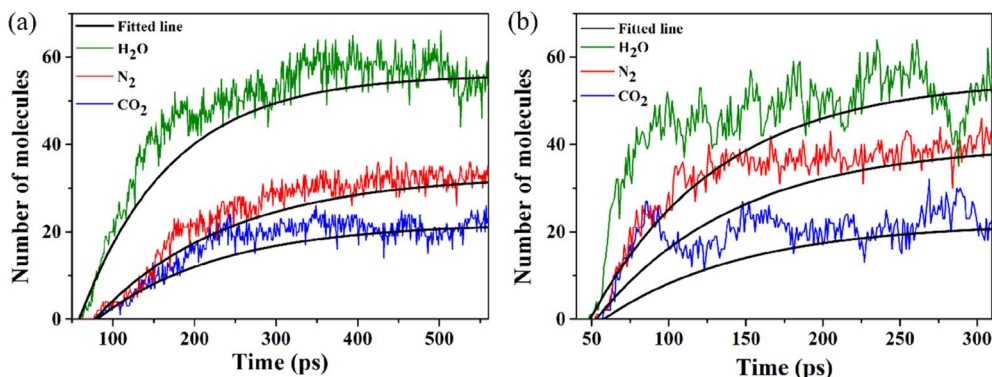 (a)
Number of molecules
60
40
20
0
Fitted line
H₂O
N₂
CO₂
100 200 300 400 500
Time (ps)
(b)
Number of molecules
60
40
20
0
Fitted line
H₂O
N₂
CO₂
50 100 150 200 250 300
Time (ps)